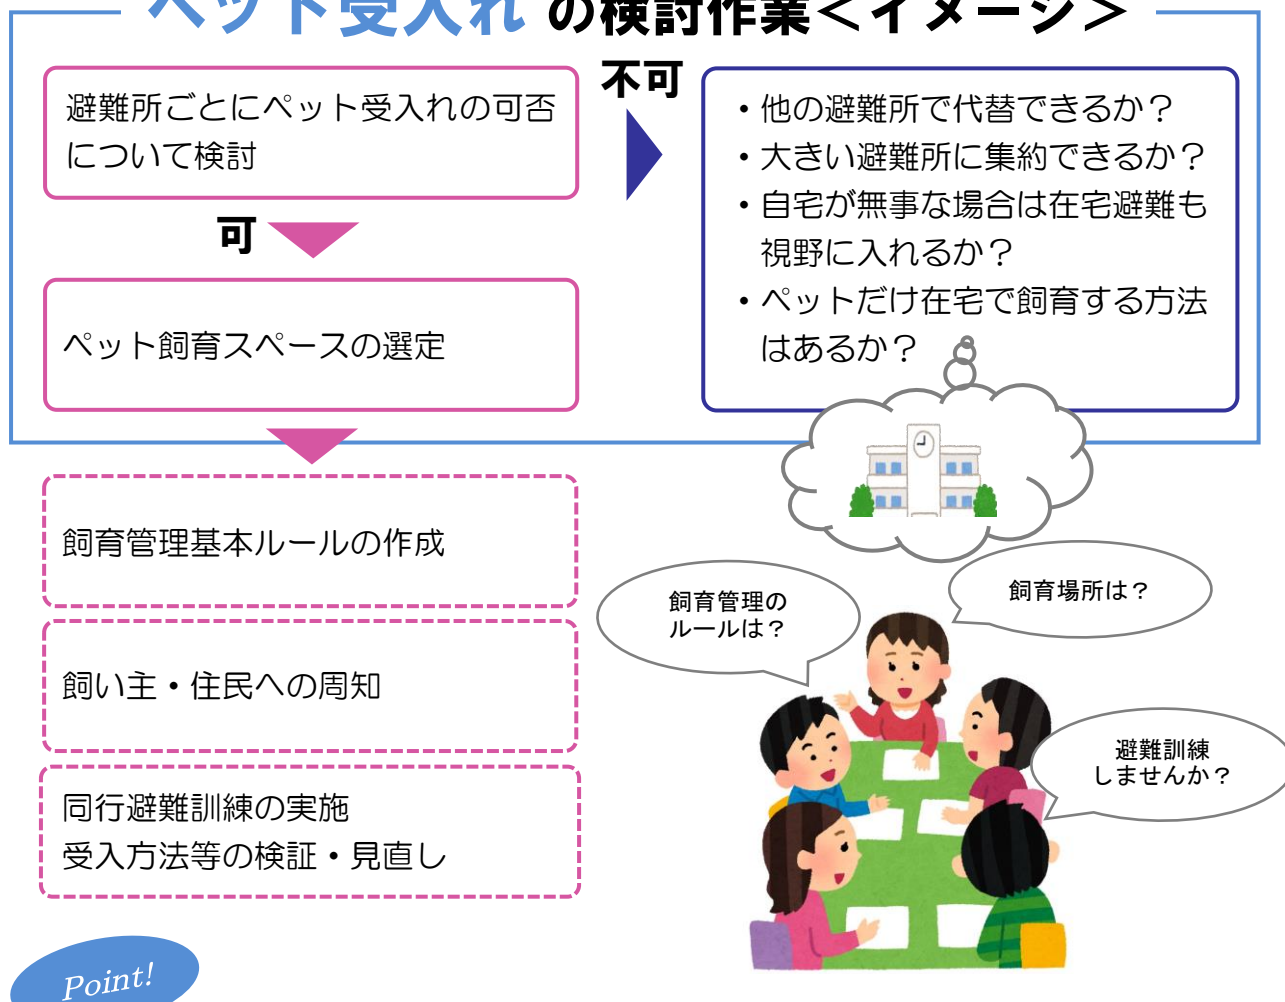 ペット受入れの検討作業＜イメージ＞
避難所ごとにペット受入れの可否
について検討
不可
・他の避難所で代替できるか？
・大きい避難所に集約できるか？
・自宅が無事な場合は在宅避難も
視野に入れるか？
・ペットだけ在宅で飼育する方法
はあるか？
可
ペット飼育スペースの選定
飼育管理基本ルールの作成
飼い主・住民への周知
同行避難訓練の実施
受入方法等の検証・見直し
飼育管理の
ルールは？
飼育場所は？
避難訓練
しませんか？
Point!